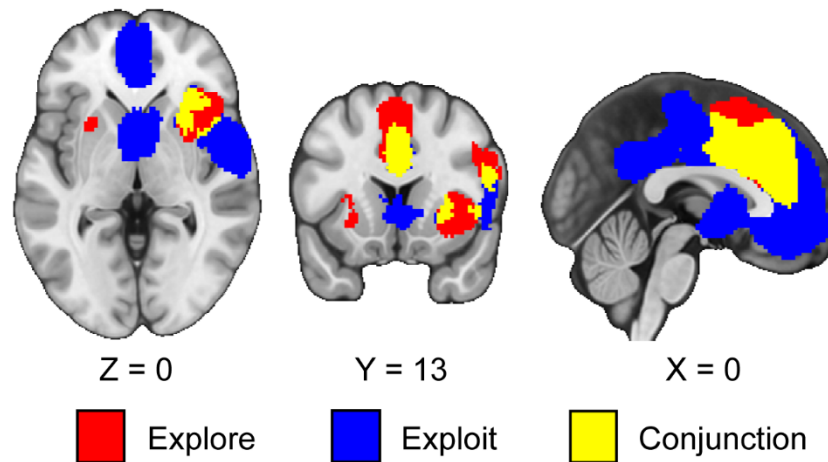 Z = 0 Y = 13 X = 0
Explore Exploit Conjunction